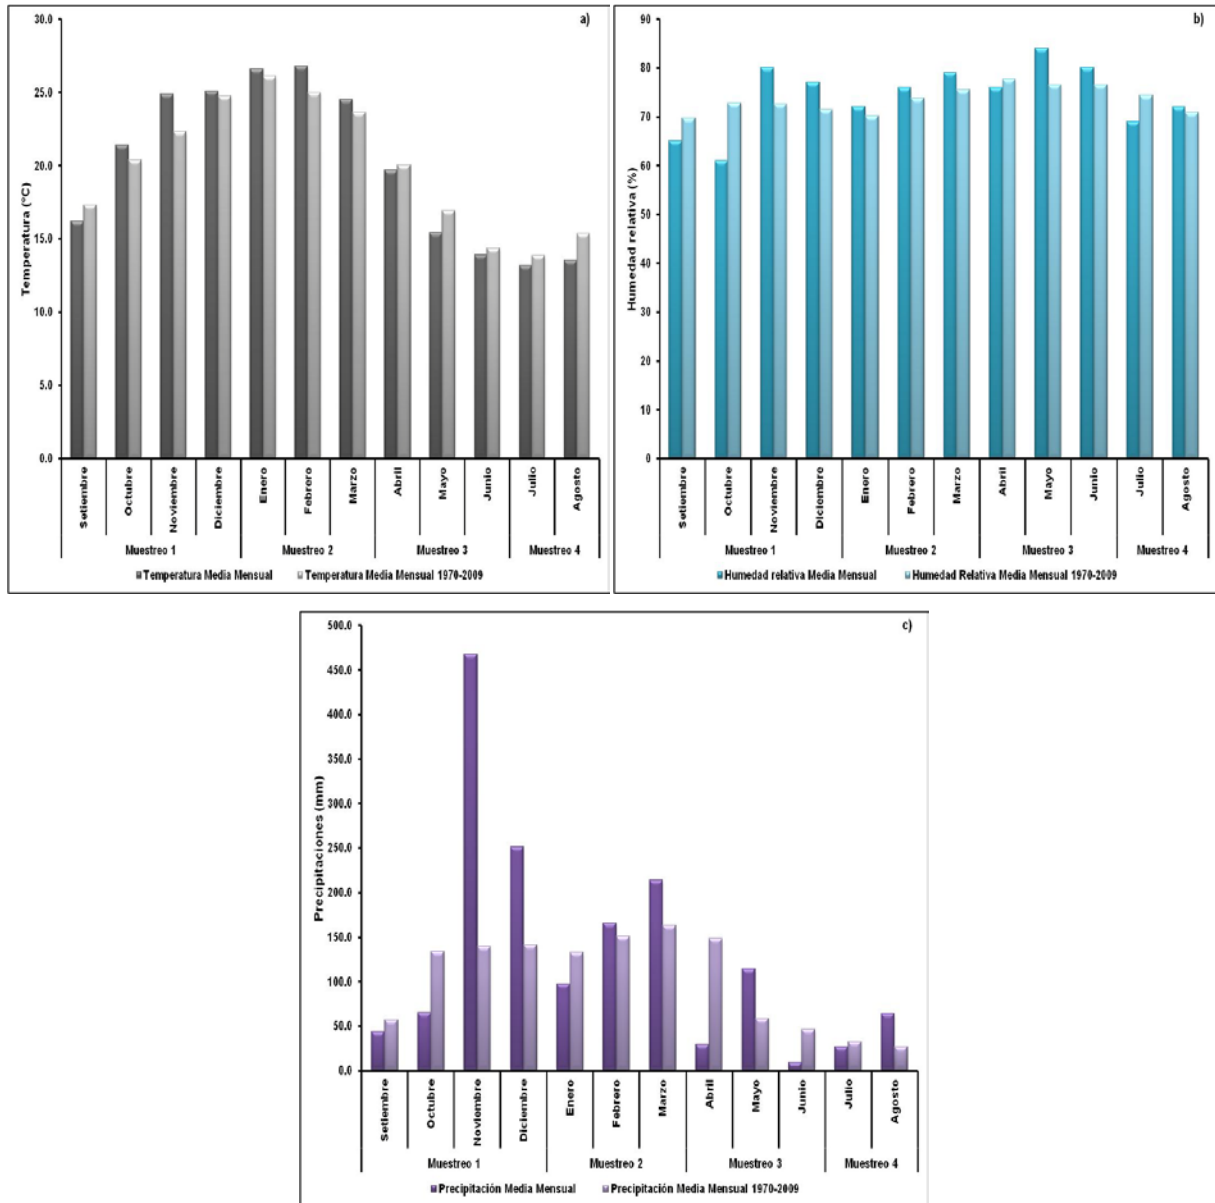 a)
30.0
25.0
20.0
15.0
10.0
5.0
0.0
Temperatura (°C)
Setiembre
Octubre
Noviembre
Diciembre
Enero
Febrero
Marzo
Abril
Mayo
Junio
Julio
Agosto
Muestreo 1 Muestreo 2 Muestreo 3 Muestreo 4
Temperatura Media Mensual Temperatura Media Mensual 1970-2009
b)
90
80
70
60
50
40
30
20
10
0
Humedad relativa (%)
Setiembre
Octubre
Noviembre
Diciembre
Enero
Febrero
Marzo
Abril
Mayo
Junio
Julio
Agosto
Muestreo 1 Muestreo 2 Muestreo 3 Muestreo 4
Humedad relativa Media Mensual Humedad Relativa Media Mensual 1970-2009
c)
500.0
450.0
400.0
350.0
300.0
250.0
200.0
150.0
100.0
50.0
0.0
Precipitaciones (mm)
Setiembre
Octubre
Noviembre
Diciembre
Enero
Febrero
Marzo
Abril
Mayo
Junio
Julio
Agosto
Muestreo 1 Muestreo 2 Muestreo 3 Muestreo 4
Precipitación Media Mensual Precipitación Media Mensual 1970-2009